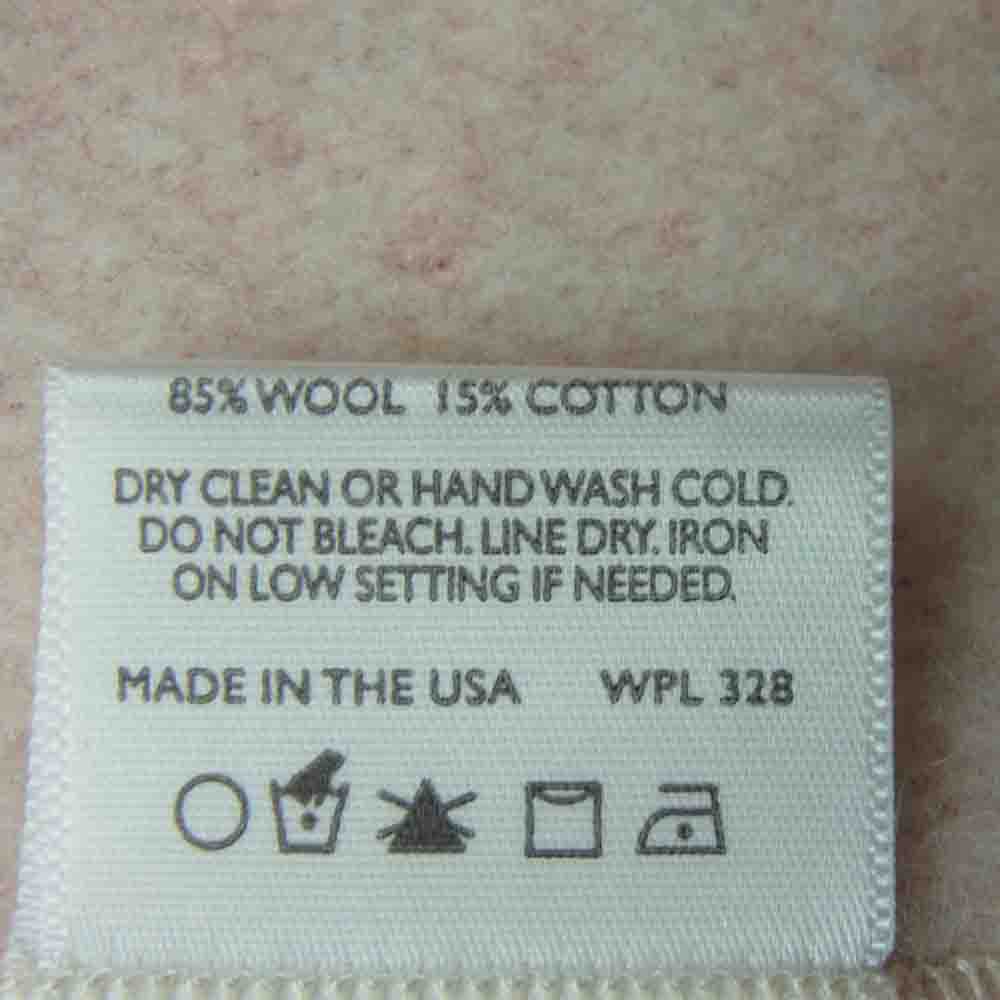 85% WOOL 15% COTTON
DRY CLEAN OR HAND WASH COLD.
DO NOT BLEACH. LINE DRY. IRON
ON LOW SETTING IF NEEDED.
MADE IN THE USA WPL 328